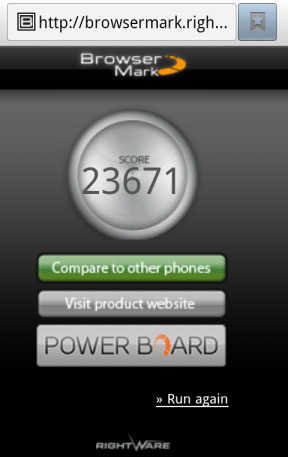 http://browsermark.righ...
Browser
Mark
SCORE
23671
Compare to other phones
Visit product website
POWER BOARD
» Run again
RIGHTWARE